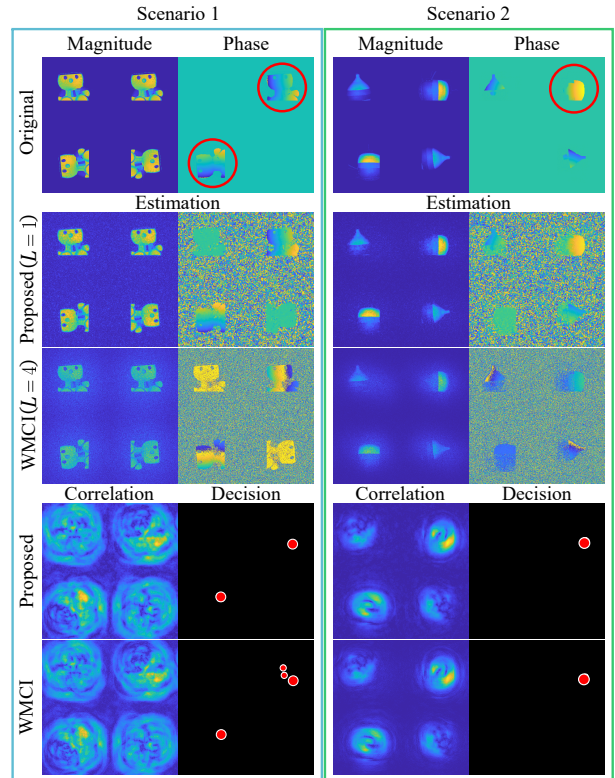 Scenario 1
Scenario 2
Magnitude
Phase
Magnitude
Phase
Original
Estimation
Estimation
Proposed (L = 1)
WMCI (L = 4)
Correlation
Decision
Correlation
Decision
Proposed
WMCI